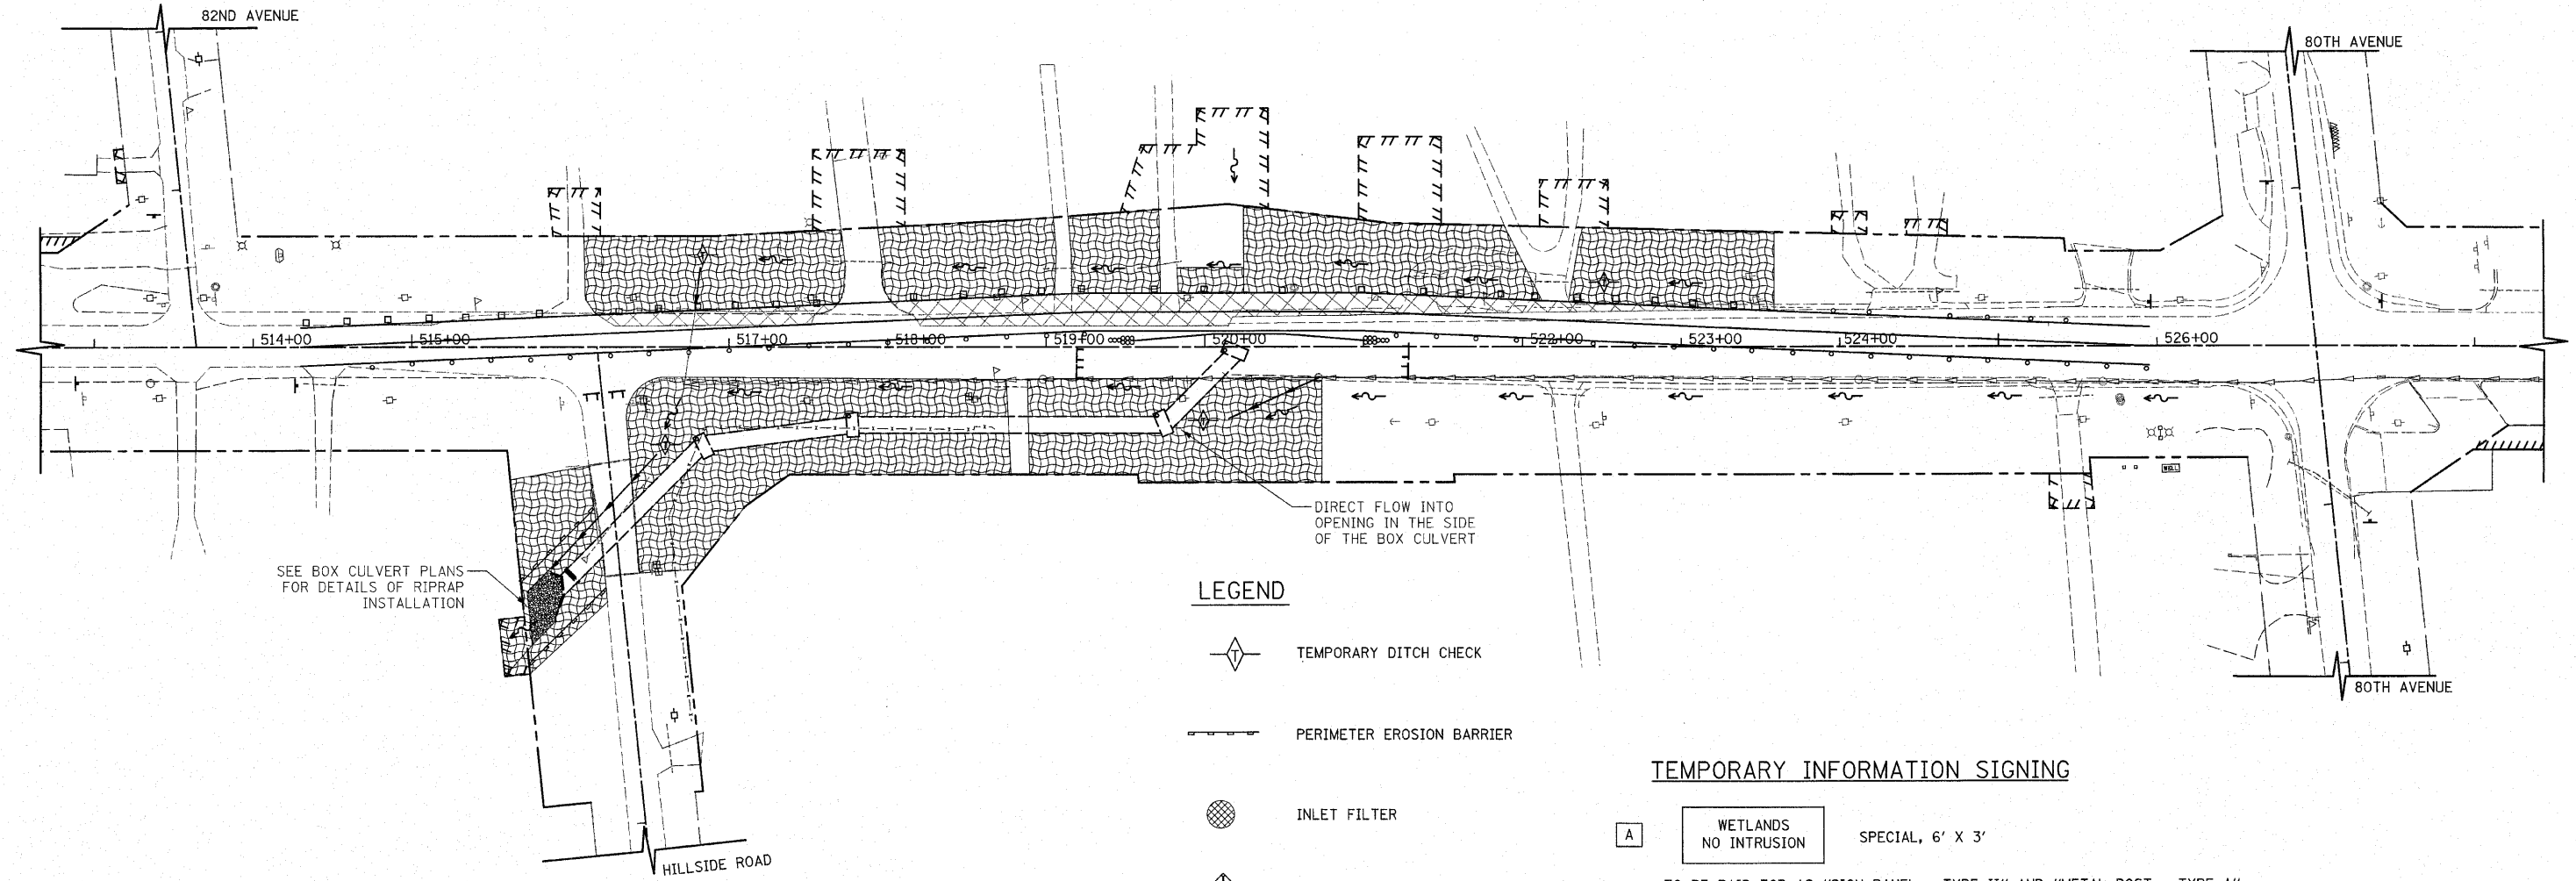 82ND AVENUE
80TH AVENUE
514+00
515+00
517+00
518+00
519+00
520+00
522+00
523+00
524+00
526+00
WELL
DIRECT FLOW INTO
OPENING IN THE SIDE
OF THE BOX CULVERT
SEE BOX CULVERT PLANS
FOR DETAILS OF RIPRAP
INSTALLATION
80TH AVENUE
HILLSIDE ROAD
LEGEND
T TEMPORARY DITCH CHECK
PERIMETER EROSION BARRIER
INLET FILTER
TEMPORARY INFORMATION SIGNING
A
WETLANDS
NO INTRUSION
SPECIAL, 6' X 3'